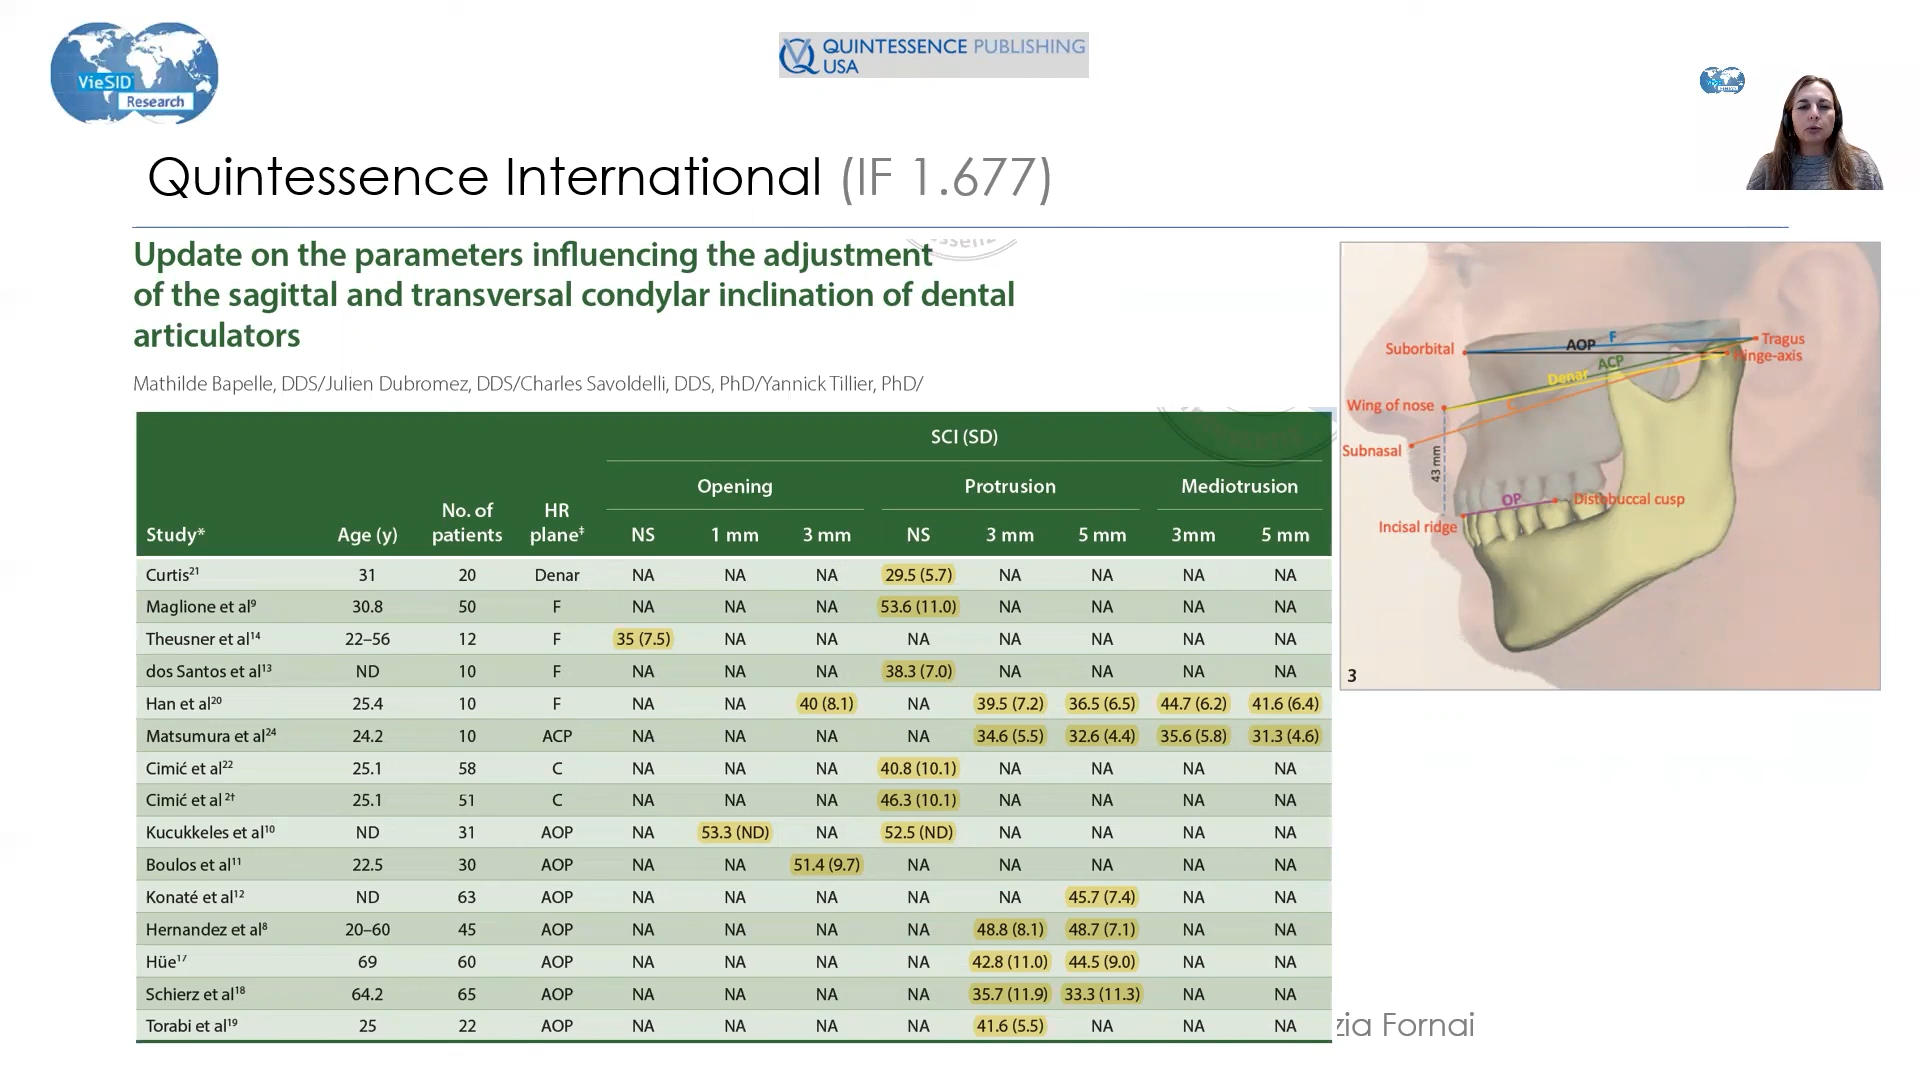 VieSID
Research
QUINTESSENCE PUBLISHING
USA
Quintessence International (IF 1.677)
Update on the parameters influencing the adjustment
of the sagittal and transversal condylar inclination of dental
articulators
Mathilde Bapelle, DDS/Julien Dubromez, DDS/Charles Savoldelli, DDS, PhD/Yannick Tillier, PhD/
SCI (SD)
Opening Protrusion Mediotrusion
Study* Age (y) No. of patients HR plane‡ NS 1 mm 3 mm NS 3 mm 5 mm 3mm 5 mm
Curtis21 31 20 Denar NA NA NA 29.5 (5.7) NA NA NA NA
Maglione et al9 30.8 50 F NA NA NA 53.6 (11.0) NA NA NA NA
Theusner et al14 22–56 12 F 35 (7.5) NA NA NA NA NA NA NA
dos Santos et al13 ND 10 F NA NA NA 38.3 (7.0) NA NA NA NA
Han et al20 25.4 10 F NA NA 40 (8.1) NA 39.5 (7.2) 36.5 (6.5) 44.7 (6.2) 41.6 (6.4)
Matsumura et al24 24.2 10 ACP NA NA NA NA 34.6 (5.5) 32.6 (4.4) 35.6 (5.8) 31.3 (4.6)
Cimić et al22 25.1 58 C NA NA NA 40.8 (10.1) NA NA NA NA
Cimić et al 2† 25.1 51 C NA NA NA 46.3 (10.1) NA NA NA NA
Kucukkeles et al10 ND 31 AOP NA 53.3 (ND) NA 52.5 (ND) NA NA NA NA
Boulos et al11 22.5 30 AOP NA NA 51.4 (9.7) NA NA NA NA NA
Konaté et al12 ND 63 AOP NA NA NA NA NA 45.7 (7.4) NA NA
Hernandez et al8 20–60 45 AOP NA NA NA NA 48.8 (8.1) 48.7 (7.1) NA NA
Hüe17 69 60 AOP NA NA NA NA 42.8 (11.0) 44.5 (9.0) NA NA
Schierz et al18 64.2 65 AOP NA NA NA NA 35.7 (11.9) 33.3 (11.3) NA NA
Torabi et al19 25 22 AOP NA NA NA NA 41.6 (5.5) NA NA NA
Suborbital
AOP
F
Tragus
Hinge-axis
ACP
Denar
Wing of nose
C
Subnasal
43 mm
OP
Distobuccal cusp
Incisal ridge
3
zia Fornai